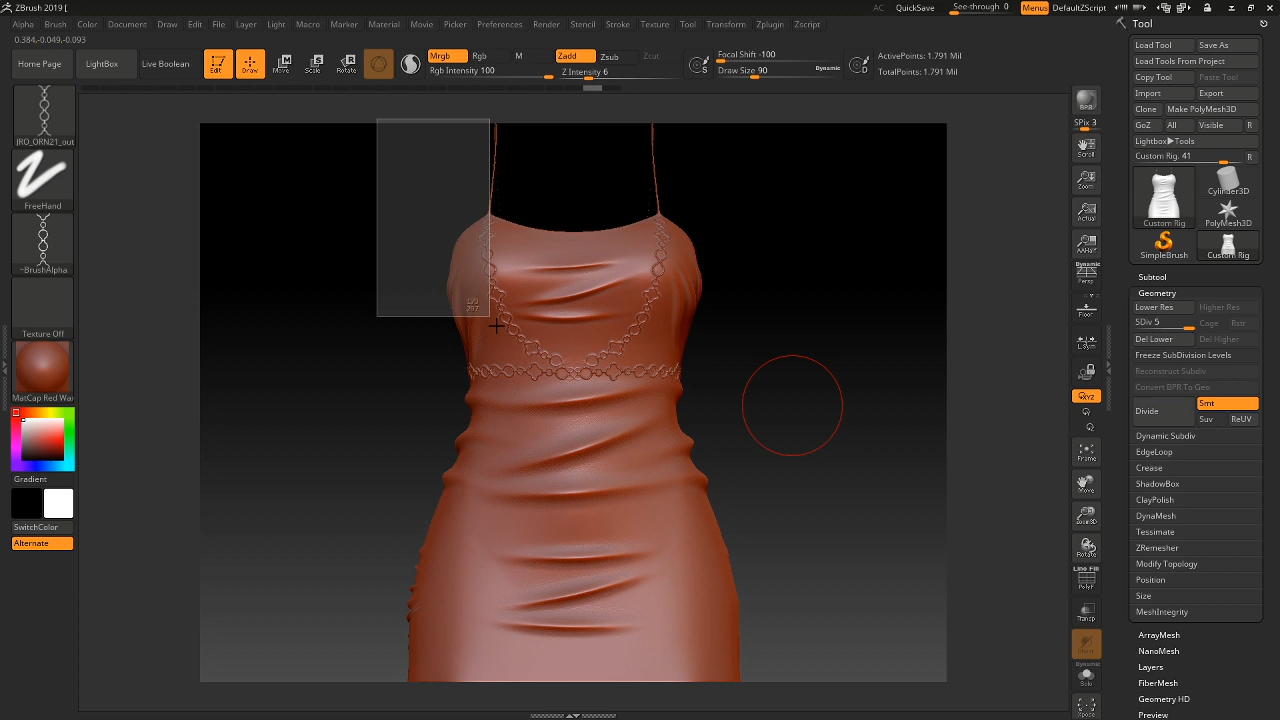 ZBrush 2019 [
AC QuickSave See-through 0 Menus DefaultZScript
Alpha Brush Color Document Draw Edit File Layer Light Macro Marker Material Movie Picker Preferences Render Stencil Stroke Texture Tool Transform Zplugin Zscript
0.384,-0.049,-0.093
Home Page LightBox Live Boolean Edit Draw Move Scale Rotate
Mrgb Rgb M
Rgb Intensity 100
Zadd Zsub Zcut
Z Intensity 6
S
Focal Shift -100
Draw Size 90 Dynamic
D
ActivePoints: 1.791 Mil
TotalPoints: 1.791 Mil
JRO_ORN21_out
FreeHand
~BrushAlpha
Texture Off
MatCap Red Wa
Gradient
SwitchColor
Alternate
BPR
SPix 3
Scroll
Zoom
Actual
AAHalf
Dynamic
Persp
Floor
L.Sym
XYZ
Frame
Move
Zoom3D
Rotate
Line Fill
PolyF
Transp
Dynamic
Solo
Xpose
Tool
Load Tool Save As
Load Tools From Project
Copy Tool Paste Tool
Import Export
Clone Make PolyMesh3D
GoZ All Visible R
Lightbox▶Tools
Custom Rig. 41 R
Custom Rig Cylinder3D
PolyMesh3D
SimpleBrush Custom Rig
Subtool
Geometry
Lower Res Higher Res
SDiv 5 Cage Rstr
Del Lower Del Higher
Freeze SubDivision Levels
Reconstruct Subdiv
Convert BPR To Geo
Divide Smt
Suv ReUV
Dynamic Subdiv
EdgeLoop
Crease
ShadowBox
ClayPolish
DynaMesh
Tessimate
ZRemesher
Modify Topology
Position
Size
MeshIntegrity
ArrayMesh
NanoMesh
Layers
FiberMesh
Geometry HD
Preview